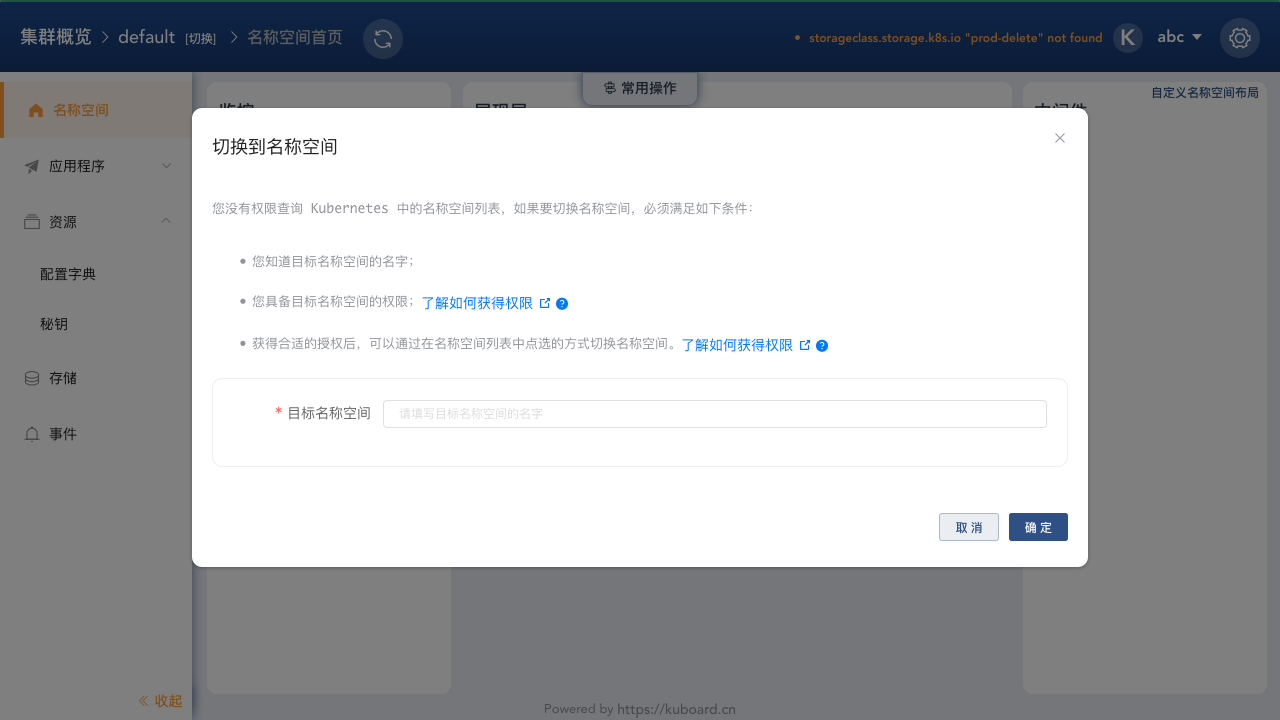 集群概览 > default [切换] > 名称空间首页
storageclass.storage.k8s.io "prod-delete" not found
K abc
名称空间
应用程序
资源
配置字典
秘钥
存储
事件
收起
常用操作
自定义名称空间布局
切换到名称空间
您没有权限查询 Kubernetes 中的名称空间列表，如果要切换名称空间，必须满足如下条件：
您知道目标名称空间的名字；
您具备目标名称空间的权限；了解如何获得权限
获得合适的授权后，可以通过在名称空间列表中点选的方式切换名称空间。了解如何获得权限
* 目标名称空间 请填写目标名称空间的名字
取消 确定
Powered by https://kuboard.cn